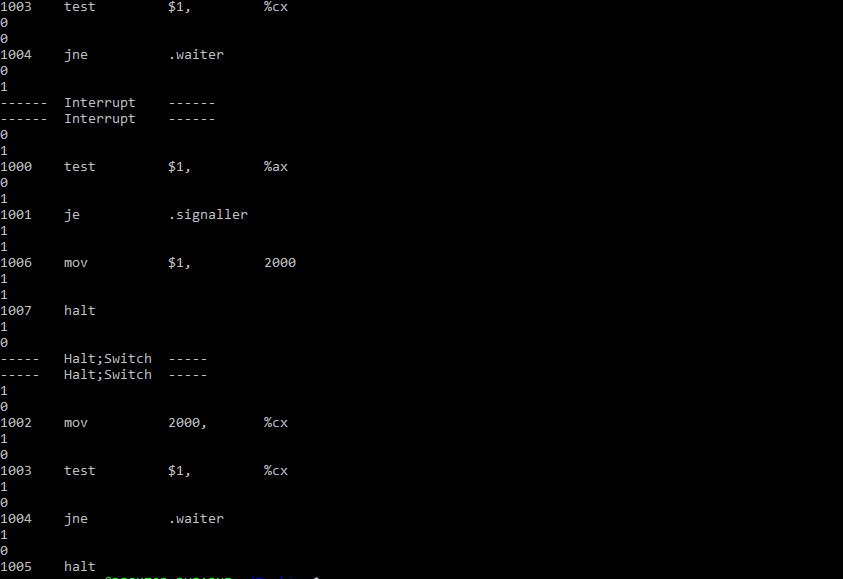 1003 test $1, %cx
0
0
1004 jne .waiter
0
1
------ Interrupt ------
------ Interrupt ------
0
1
1000 test $1, %ax
0
1
1001 je .signaller
1
1
1006 mov $1, 2000
1
1
1007 halt
1
0
----- Halt;Switch -----
----- Halt;Switch -----
1
0
1002 mov 2000, %cx
1
0
1003 test $1, %cx
1
0
1004 jne .waiter
1
0
1005 halt